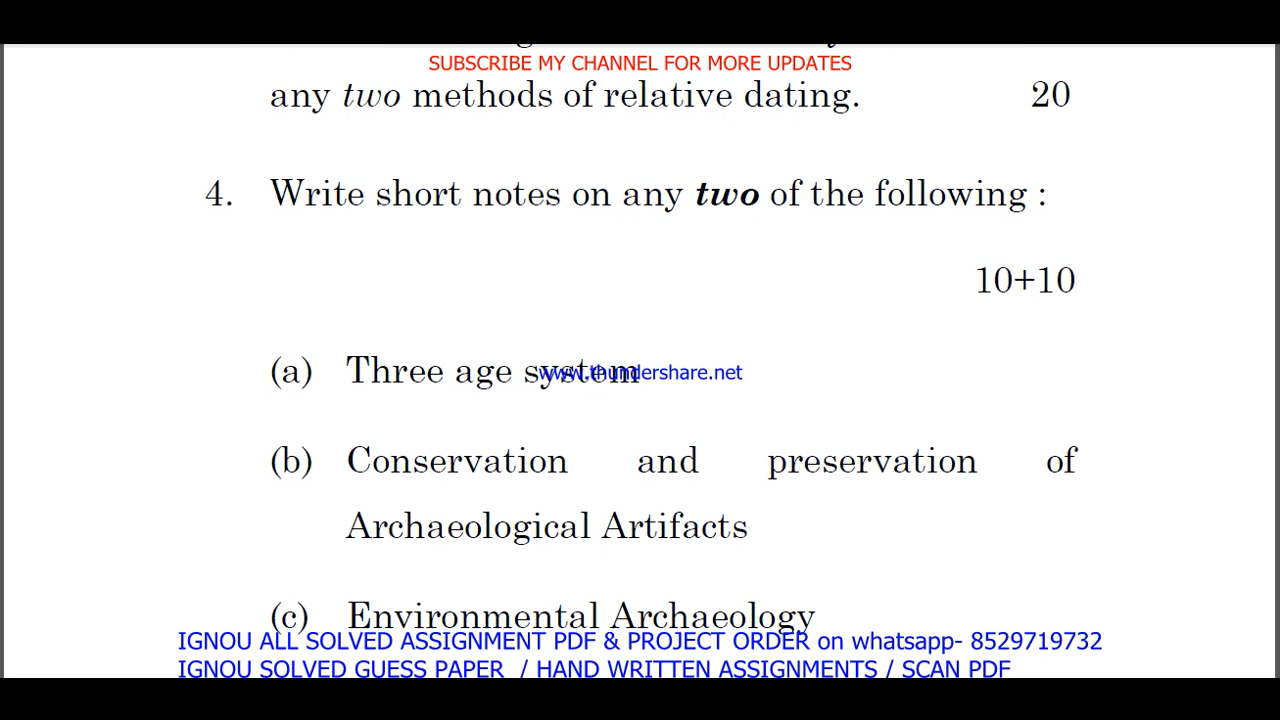 SUBSCRIBE MY CHANNEL FOR MORE UPDATES
any two methods of relative dating. 20
4. Write short notes on any two of the following :
10+10
(a) Three age system
www.thundershare.net
(b) Conservation and preservation of
Archaeological Artifacts
(c) Environmental Archaeology
IGNOU ALL SOLVED ASSIGNMENT PDF & PROJECT ORDER on whatsapp- 8529719732
IGNOU SOLVED GUESS PAPER / HAND WRITTEN ASSIGNMENTS / SCAN PDF